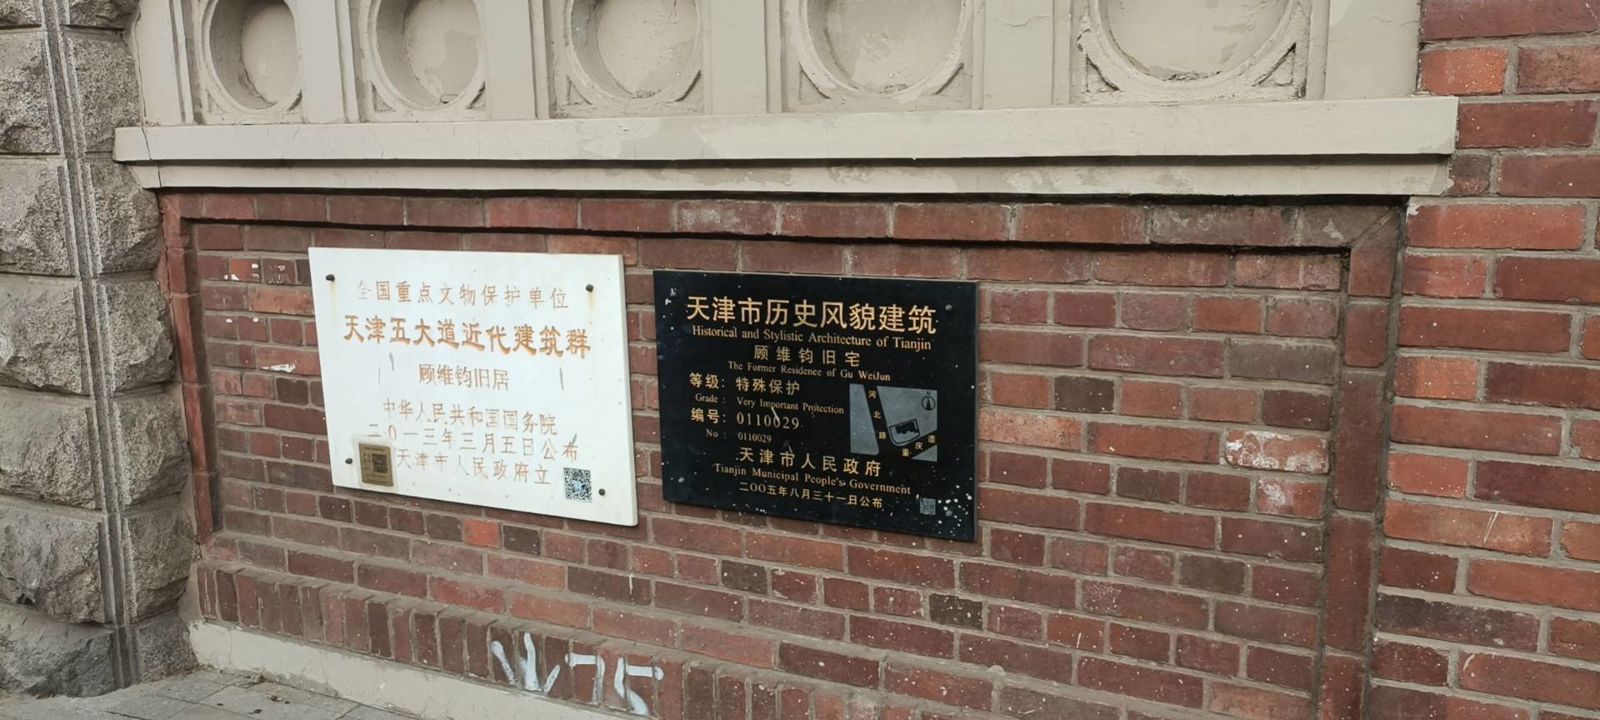 全国重点文物保护单位
天津五大道近代建筑群
顾维钧旧居
中华人民共和国国务院
二〇一三年三月五日公布
天津市人民政府立
天津市历史风貌建筑
Historical and Stylistic Architecture of Tianjin
顾维钧旧宅
The Former Residence of Gu WeiJun
等级：特殊保护
Grade : Very Important Protection
编号：0110029
No : 0110029
河北路
重庆道
天津市人民政府
Tianjin Municipal People's Government
二〇〇五年八月三十一日公布